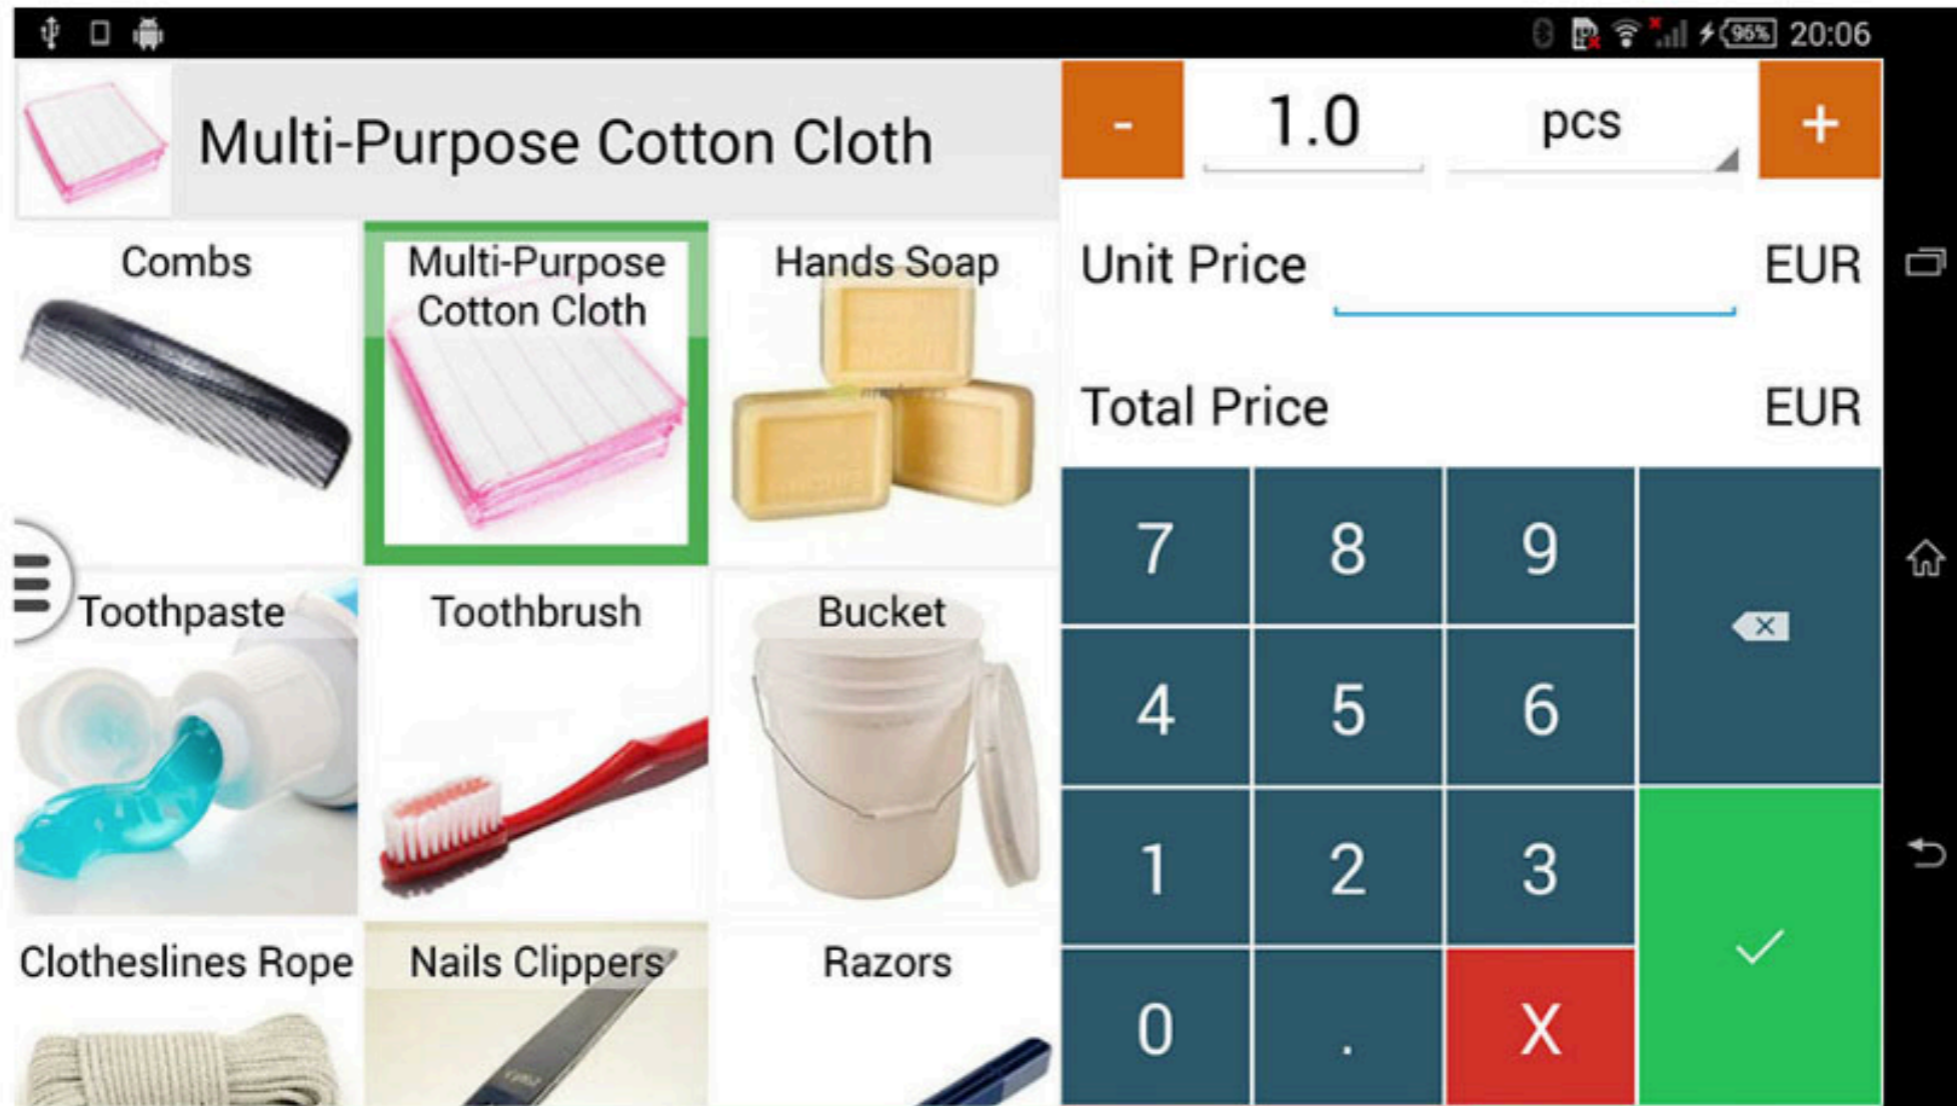 96% 20:06
Multi-Purpose Cotton Cloth
- 1.0 pcs +
Combs
Multi-Purpose
Cotton Cloth
Hands Soap
Unit Price EUR
Total Price EUR
Toothpaste
Toothbrush
Bucket
Clotheslines Rope
Nails Clippers
Razors
7 8 9
4 5 6
1 2 3
0 . X